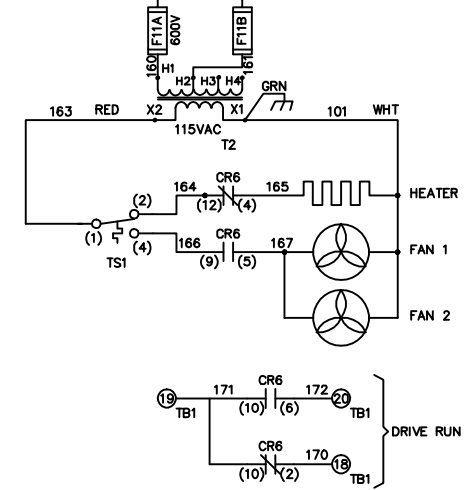 F11A
600V
F11B
160
161
H1
H2
H3
H4
GRN
163
RED
X2
X1
101
WHT
115VAC
T2
CR6
(2)
164
165
(12)
(4)
HEATER
(1)
CR6
(4)
166
167
FAN 1
TS1
(9)
(5)
FAN 2
CR6
171
172
19
20
TB1
(10)
(6)
TB1
DRIVE RUN
CR6
170
(10)
(2)
18
TB1